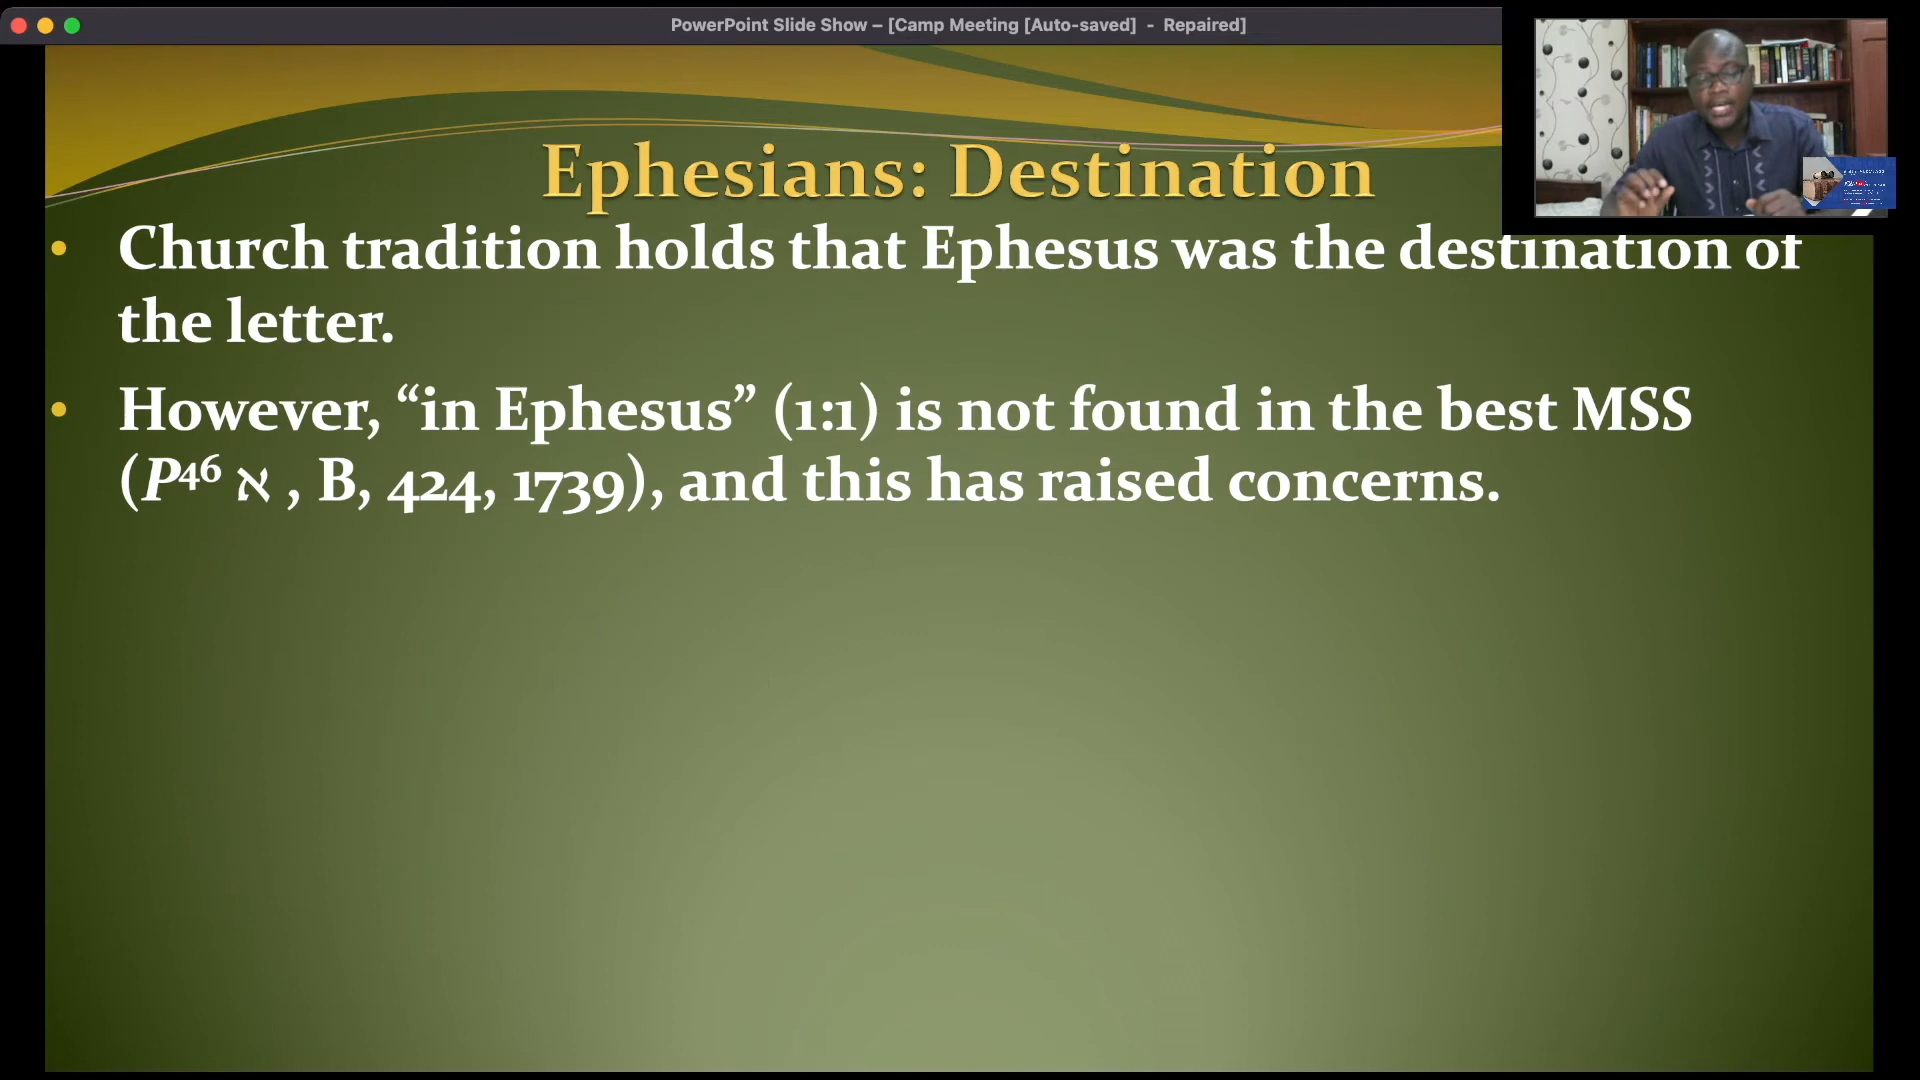 PowerPoint Slide Show – [Camp Meeting [Auto-saved]  -  Repaired]
Ephesians: Destination
• Church tradition holds that Ephesus was the destination of
the letter.
• However, “in Ephesus” (1:1) is not found in the best MSS
(P⁴⁶ א , B, 424, 1739), and this has raised concerns.